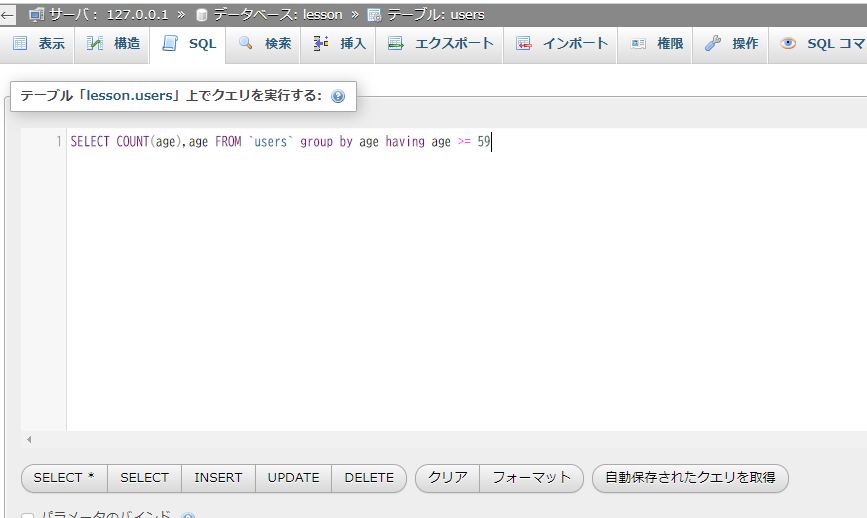 サーバ: 127.0.0.1 » データベース: lesson » テーブル: users
表示 構造 SQL 検索 挿入 エクスポート インポート 権限 操作 SQL コマ
テーブル「lesson.users」上でクエリを実行する:
1 SELECT COUNT(age),age FROM `users` group by age having age >= 59
SELECT * SELECT INSERT UPDATE DELETE クリア フォーマット 自動保存されたクエリを取得
パラメータのバインド